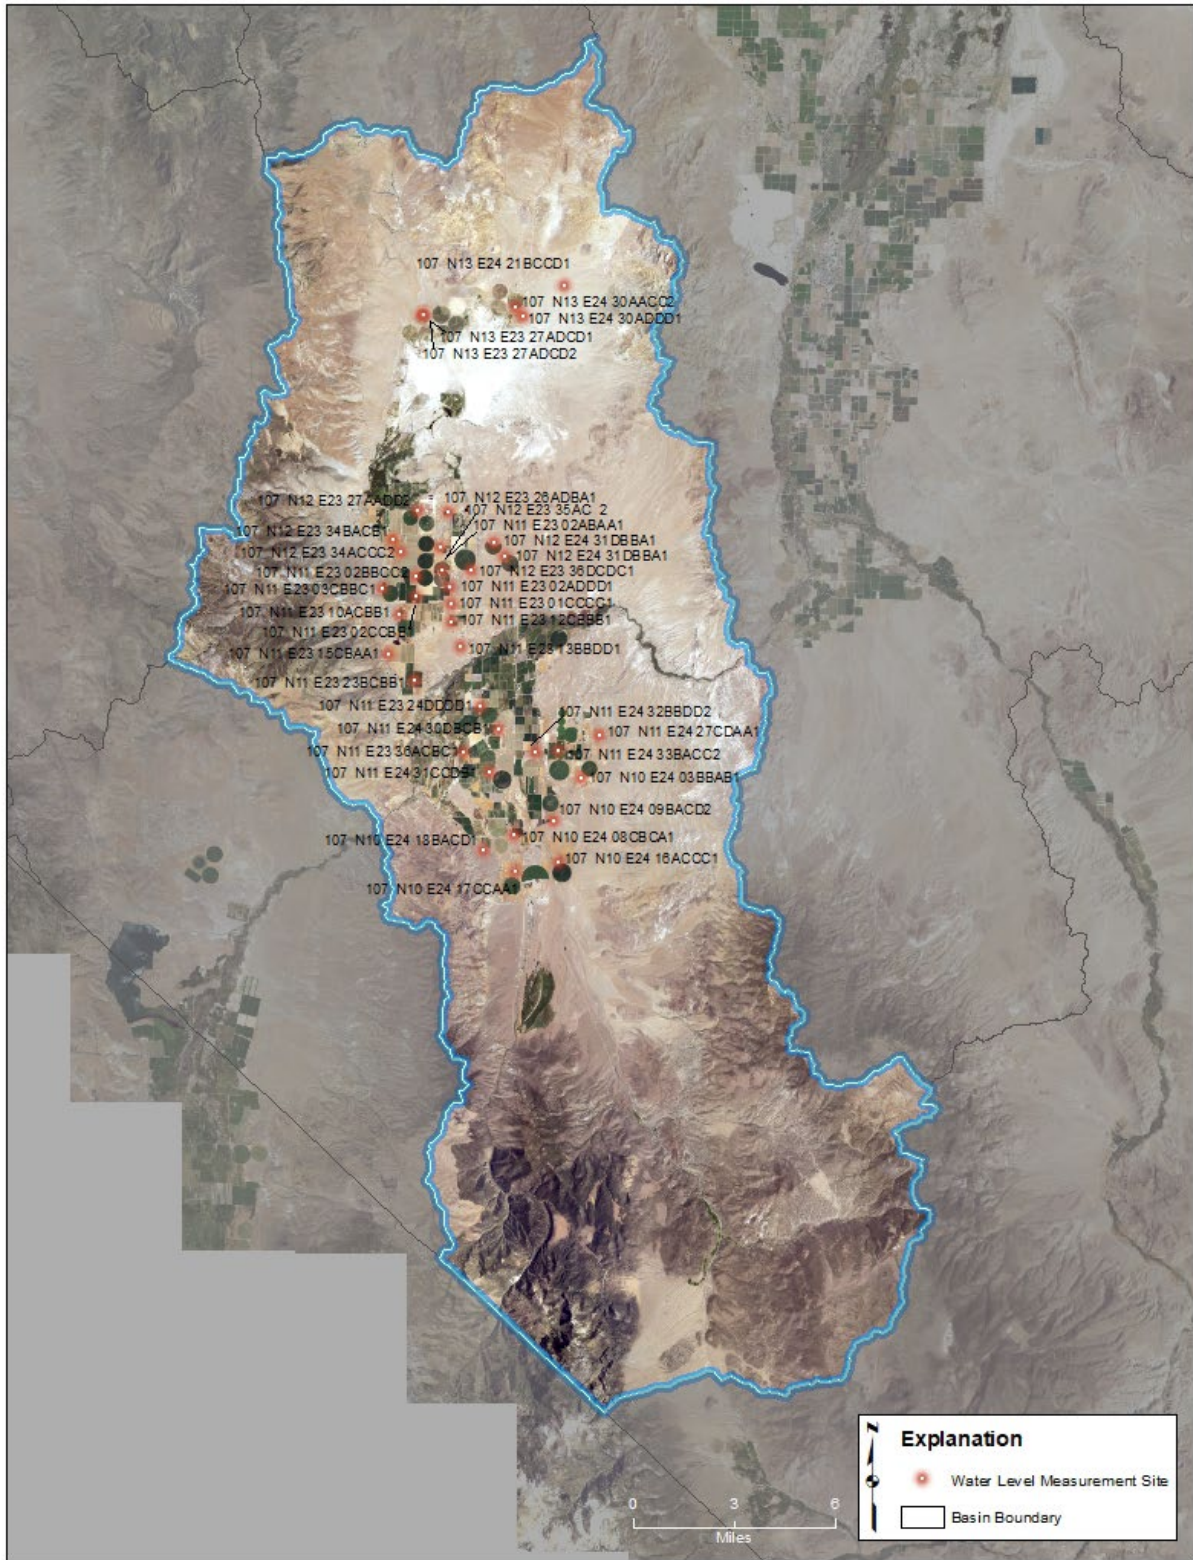 107 N13 E24 21BCCD1
107 N13 E24 30AACC2
107 N13 E24 30ADDD1
107 N13 E23 27ADCD1
107 N13 E23 27ADCD2
107 N12 E23 27AADD2
107 N12 E23 26ADBA1
107 N12 E23 35AC 2
107 N11 E23 02ABAA1
107 N12 E23 34BACB1
107 N12 E24 31DBBA1
107 N12 E23 34ACCC2
107 N12 E24 31DBBA1
107 N11 E23 02BBCC2
107 N12 E23 36DCDC1
107 N11 E23 03CBBC1
107 N11 E23 02ADDD1
107 N11 E23 01CCCC1
107 N11 E23 10ACBB1
107 N11 E23 12CBBB1
107 N11 E23 02CCBB1
107 N11 E23 13BBDD1
107 N11 E23 15CBAA1
107 N11 E23 23BCBB1
107 N11 E23 24DDDD1
107 N11 E24 32BBDD2
107 N11 E24 30DBCB1
107 N11 E24 27CDAA1
107 N11 E23 36ACBC1
107 N11 E24 33BACC2
107 N11 E24 31CCDB1
107 N10 E24 03BBAB1
107 N10 E24 09BACD2
107 N10 E24 18BACD1
107 N10 E24 08CBCA1
107 N10 E24 16ACCC1
107 N10 E24 17CCAA1
N
Explanation
Water Level Measurement Site
Basin Boundary
0 3 6
Miles